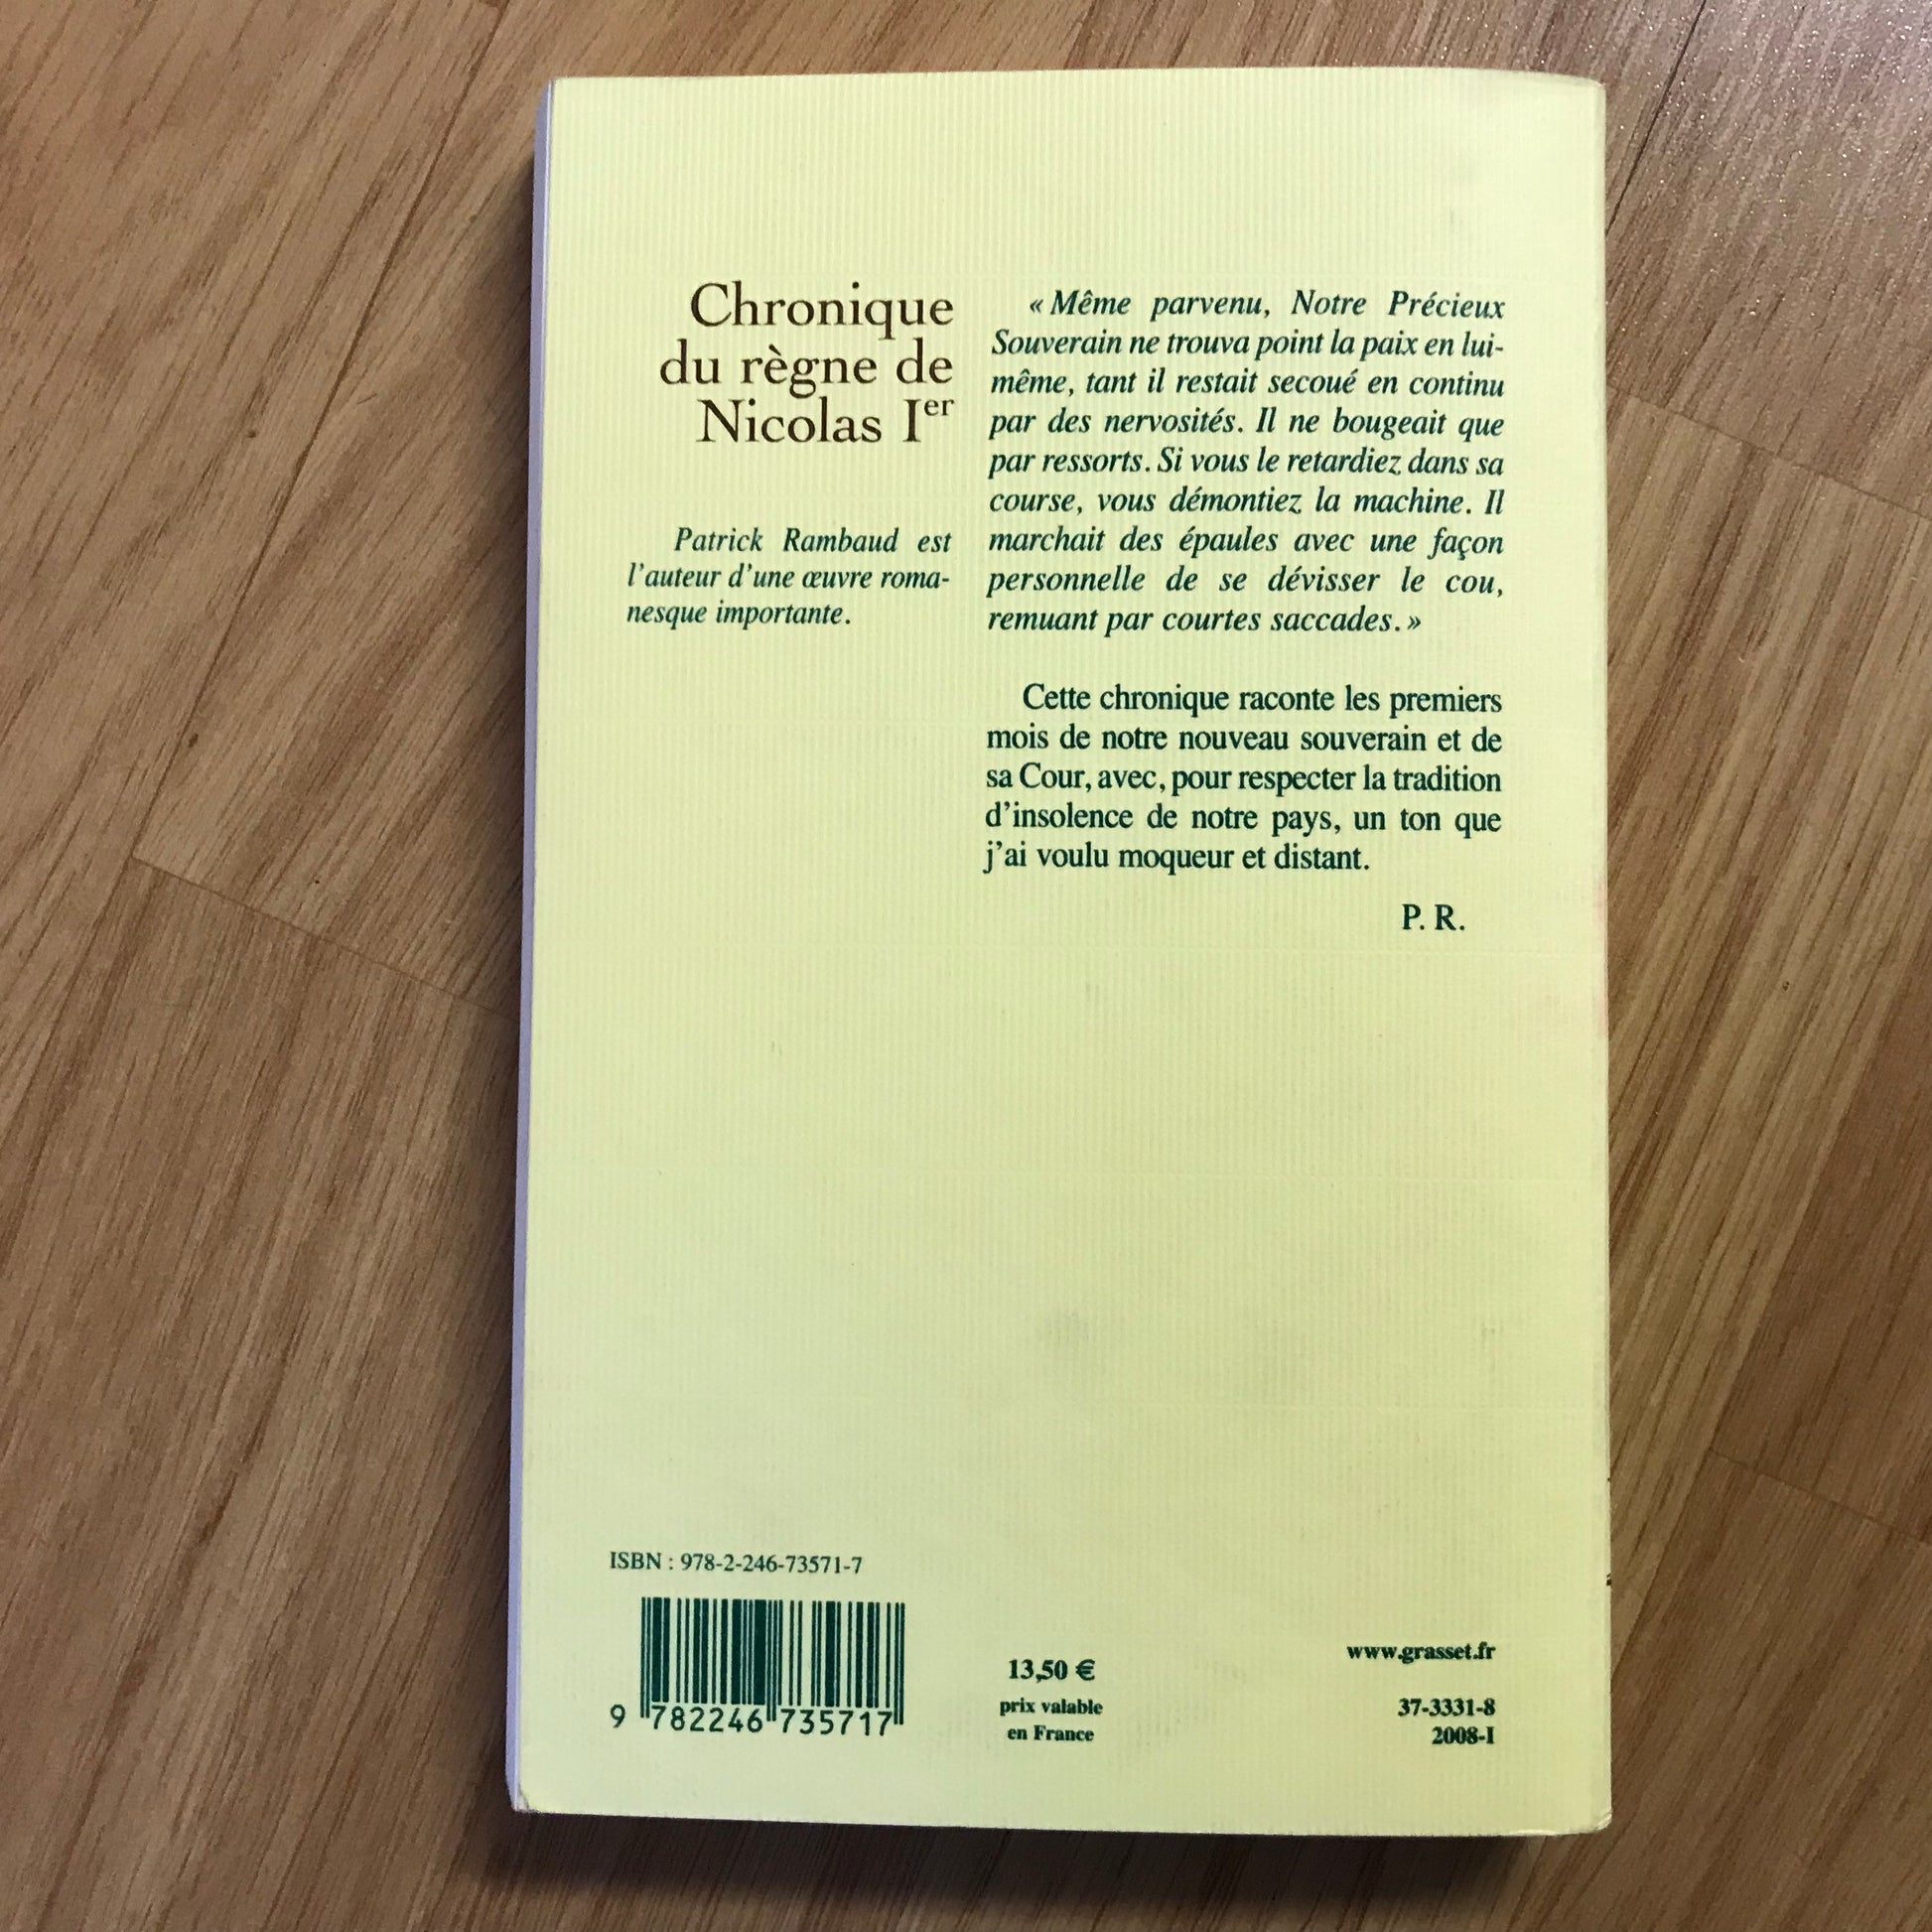 Chronique
du règne de
Nicolas Ier
Patrick Rambaud est
l'auteur d'une œuvre roma-
nesque importante.
« Même parvenu, Notre Précieux
Souverain ne trouva point la paix en lui-
même, tant il restait secoué en continu
par des nervosités. Il ne bougeait que
par ressorts. Si vous le retardiez dans sa
course, vous démontiez la machine. Il
marchait des épaules avec une façon
personnelle de se dévisser le cou,
remuant par courtes saccades. »
Cette chronique raconte les premiers
mois de notre nouveau souverain et de
sa Cour, avec, pour respecter la tradition
d'insolence de notre pays, un ton que
j'ai voulu moqueur et distant.
P. R.
ISBN : 978-2-246-73571-7
9 782246 735717
13,50 €
prix valable
en France
www.grasset.fr
37-3331-8
2008-I